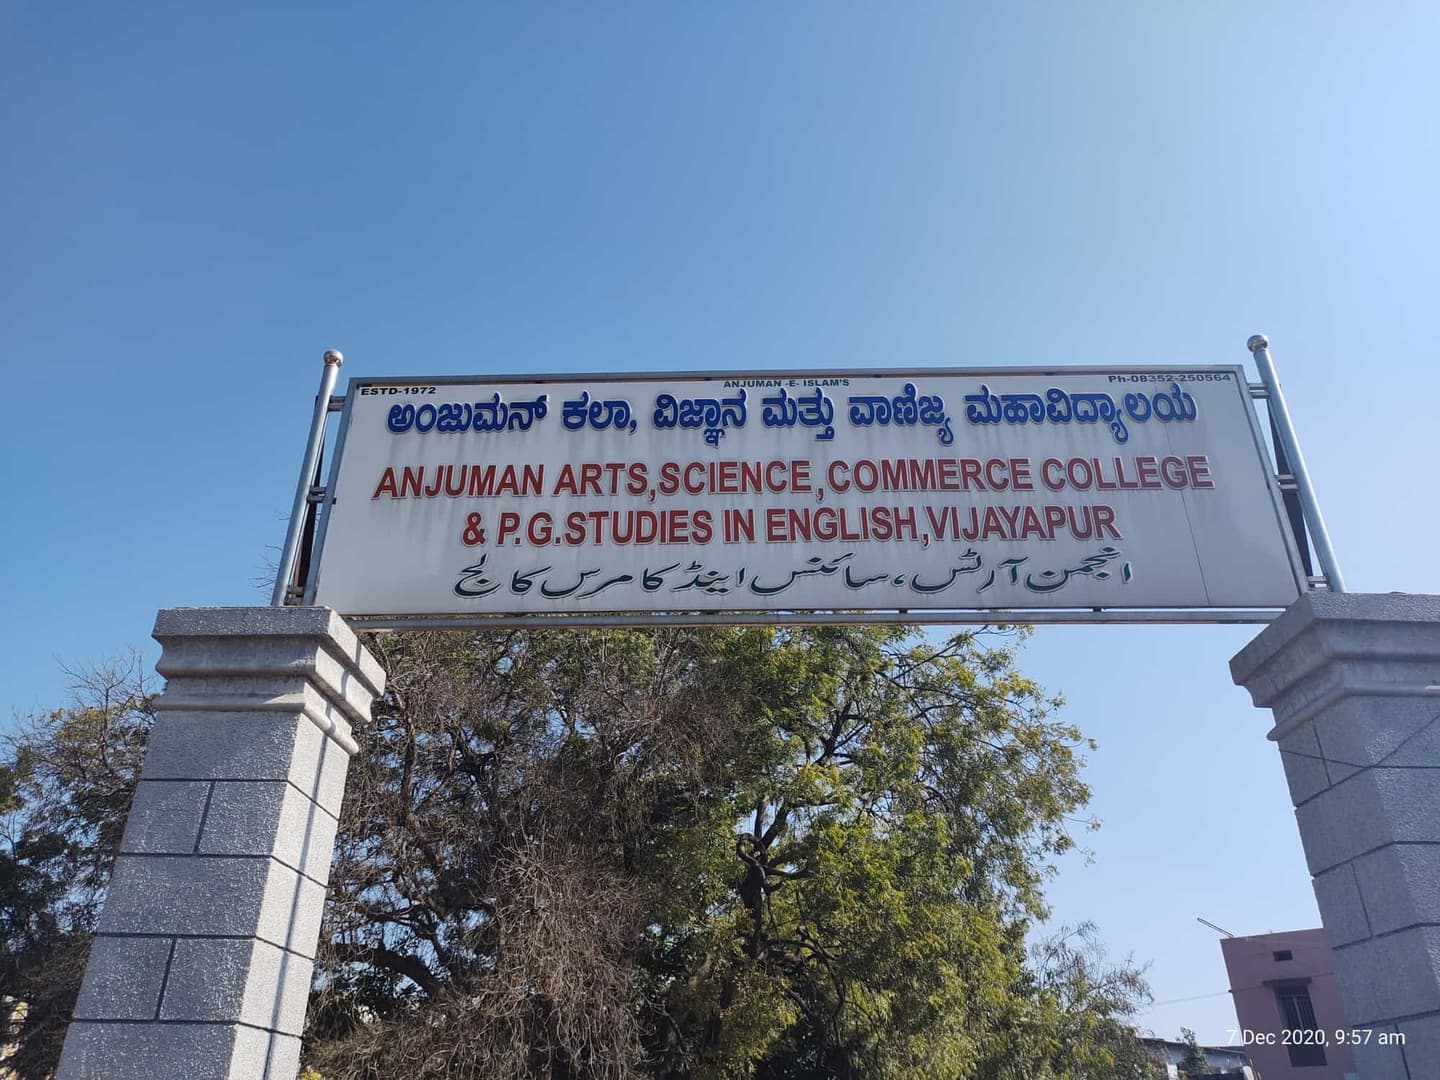 ESTD-1972
ANJUMAN -E- ISLAM'S
Ph-08352-250564
ಅಂಜುಮನ್ ಕಲಾ, ವಿಜ್ಞಾನ ಮತ್ತು ವಾಣಿಜ್ಯ ಮಹಾವಿದ್ಯಾಲಯ
ANJUMAN ARTS,SCIENCE,COMMERCE COLLEGE
& P.G.STUDIES IN ENGLISH,VIJAYAPUR
انجمن آرٹس، سائنس اینڈ کامرس کالج
7 Dec 2020, 9:57 am